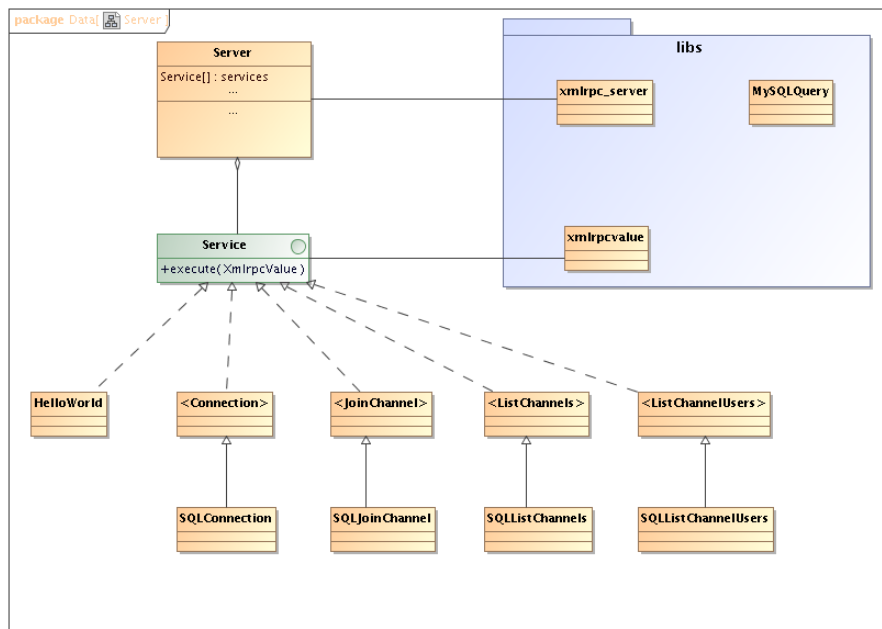 package Data[ Server ]
Server
Service[] : services
...
...
libs
xmlrpc_server
MySQLQuery
Service
+execute( XmlrpcValue )
xmlrpcvalue
HelloWorld
<Connection>
<JoinChannel>
<ListChannels>
<ListChannelUsers>
SQLConnection
SQLJoinChannel
SQLListChannels
SQLListChannelUsers